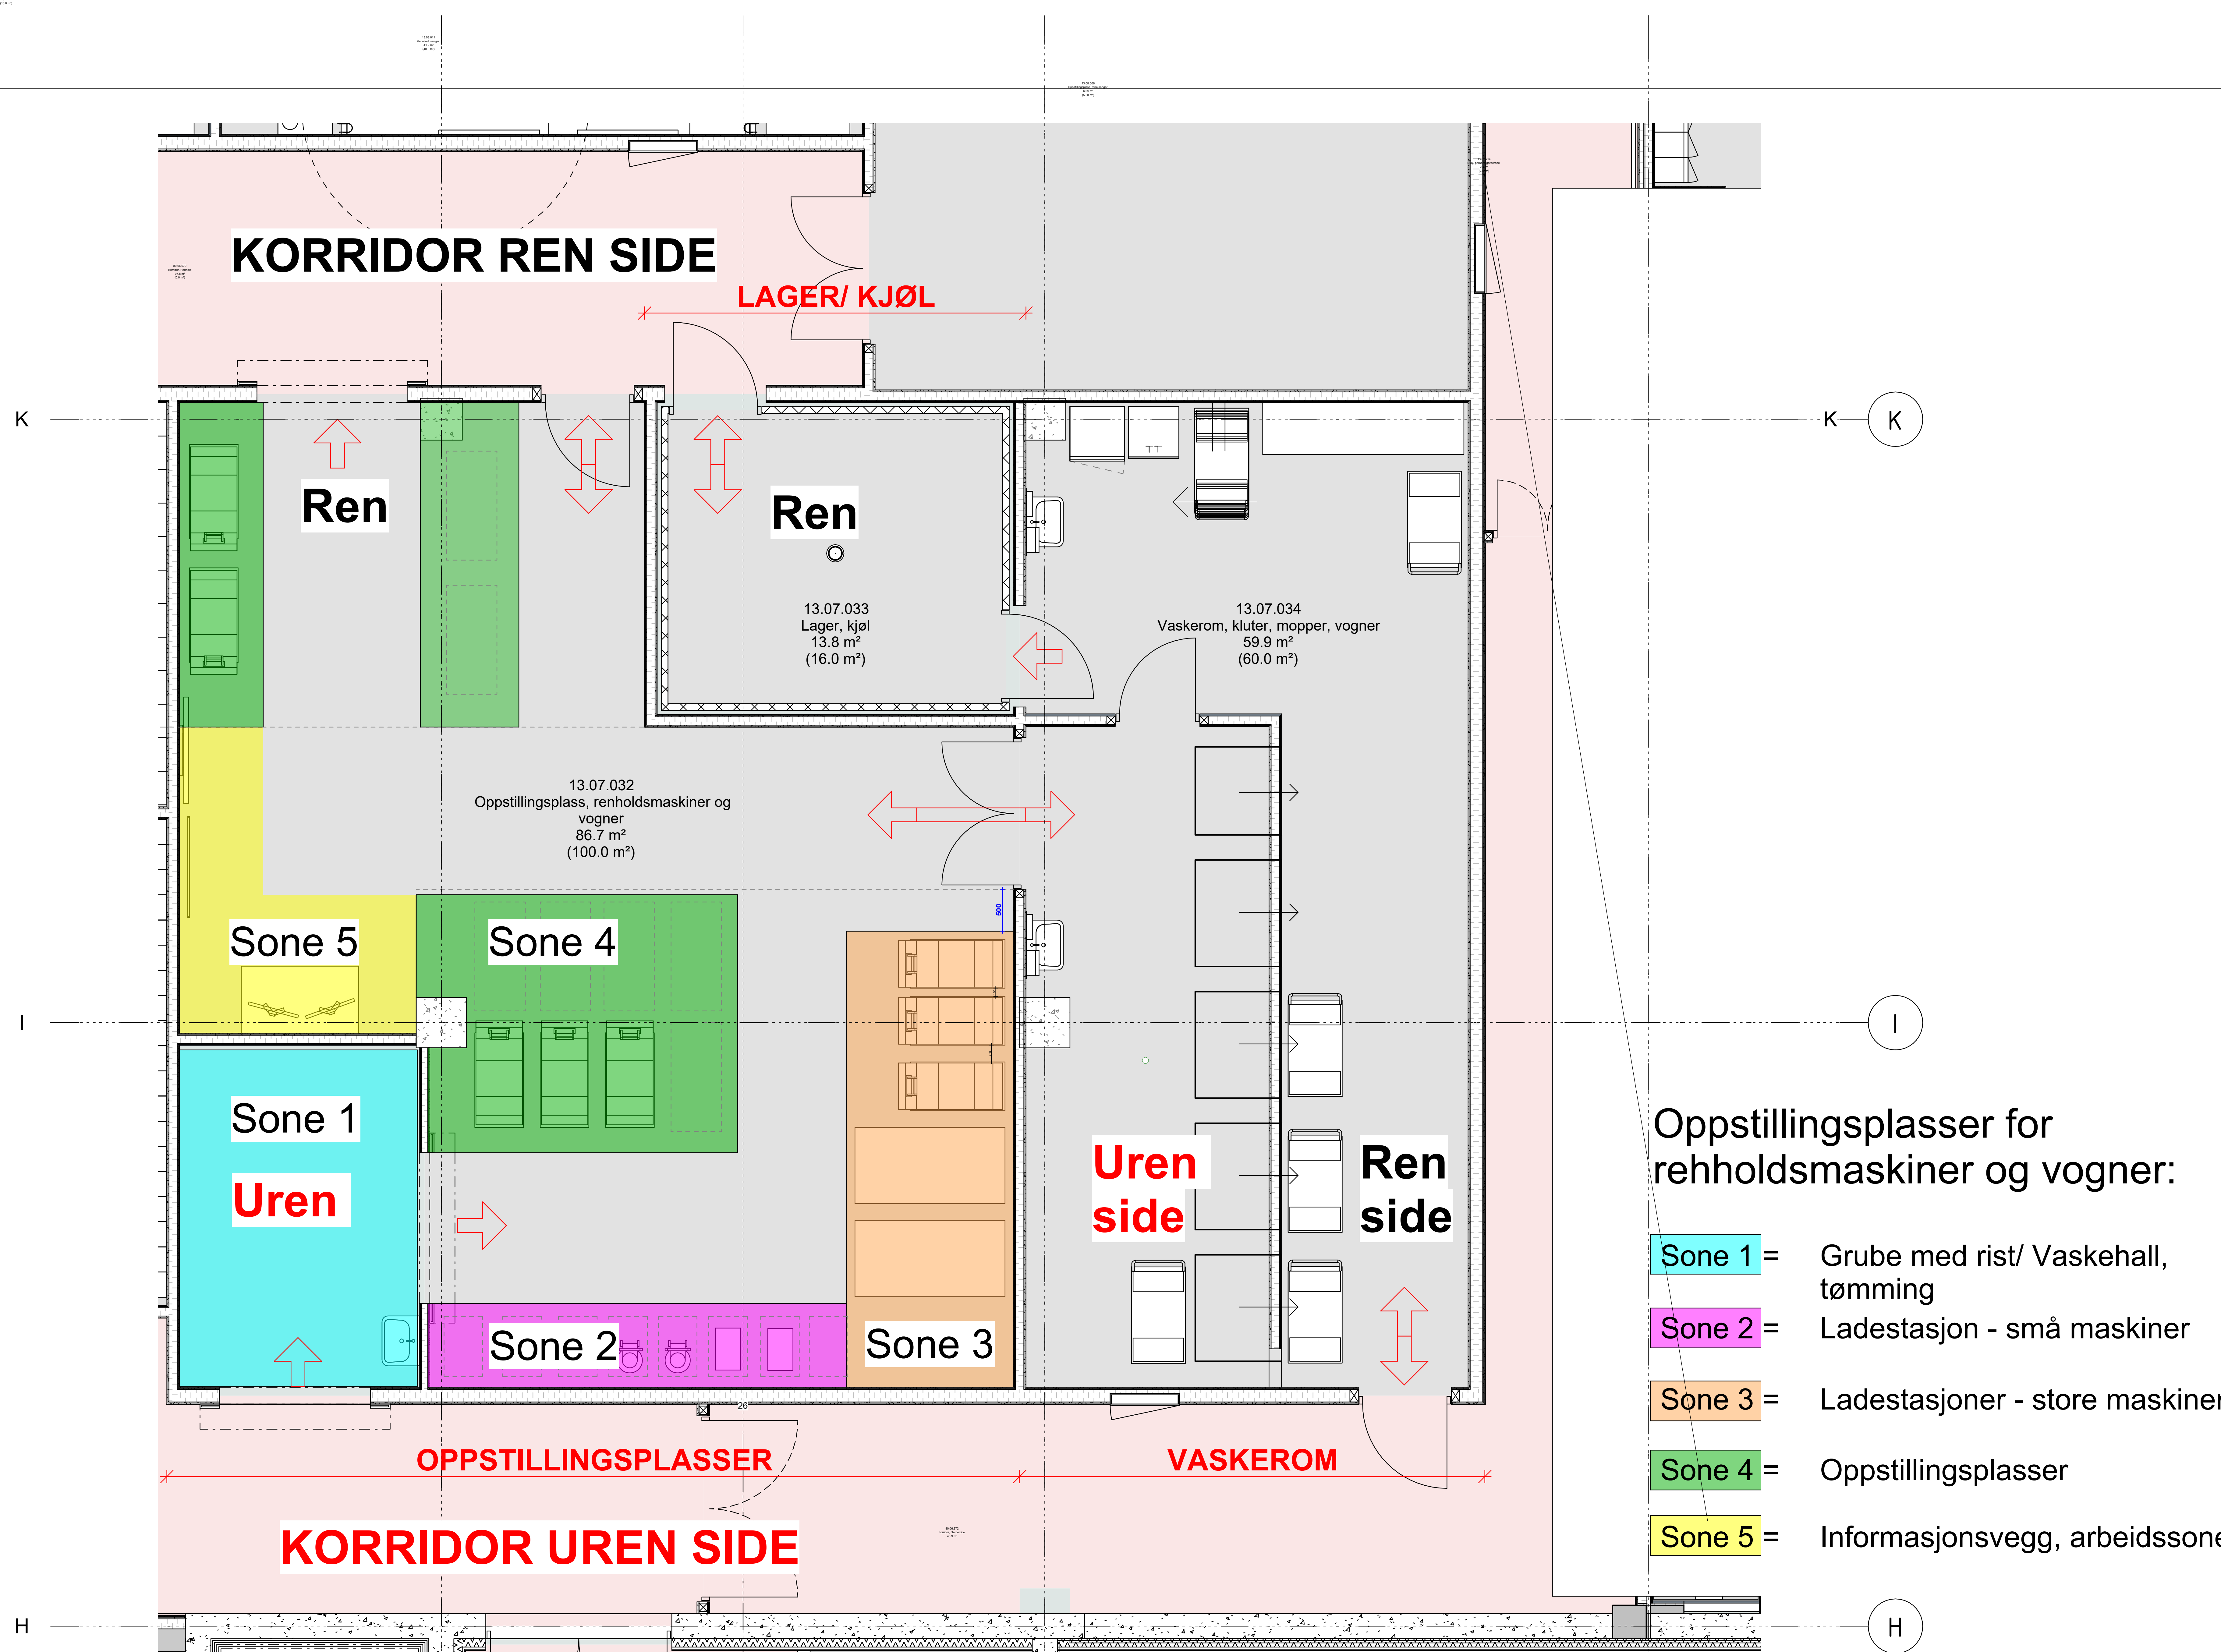 KORRIDOR REN SIDE
LAGER/ KJØL
K
K
K
Ren
Ren
13.07.033
Lager, kjøl
13.8 m²
(16.0 m²)
13.07.034
Vaskerom, kluter, mopper, vogner
59.9 m²
(60.0 m²)
13.07.032
Oppstillingsplass, renholdsmaskiner og
vogner
86.7 m²
(100.0 m²)
500
Sone 5
Sone 4
I
I
Sone 1
Uren
Uren
side
Ren
side
Sone 2
Sone 3
26
OPPSTILLINGSPLASSER
VASKEROM
KORRIDOR UREN SIDE
H
H
Oppstillingsplasser for
rehholdsmaskiner og vogner:
Sone 1 = Grube med rist/ Vaskehall,
tømming
Sone 2 = Ladestasjon - små maskiner
Sone 3 = Ladestasjoner - store maskiner
Sone 4 = Oppstillingsplasser
Sone 5 = Informasjonsvegg, arbeidssone